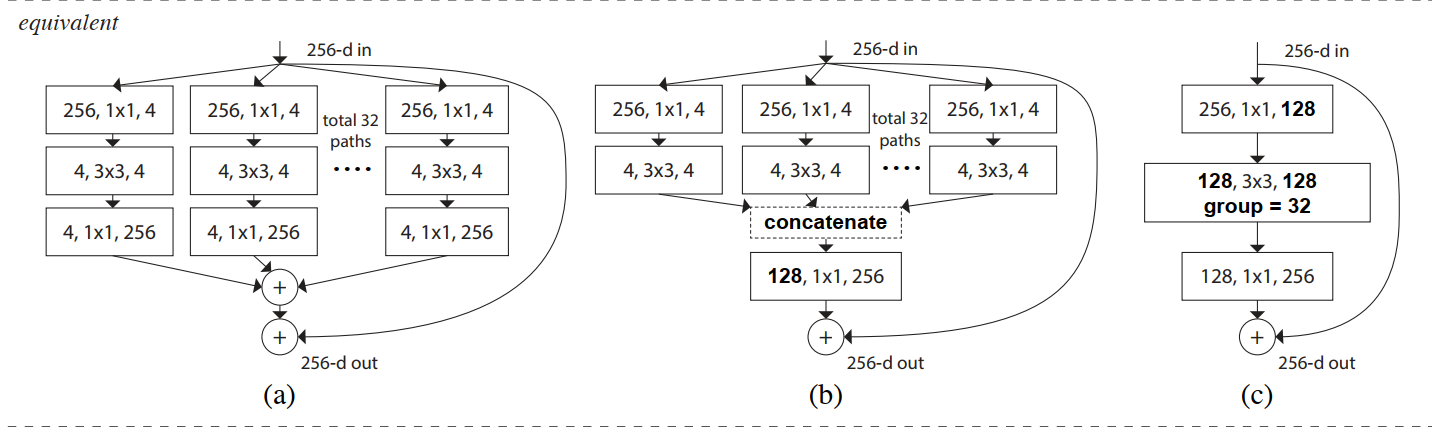 equivalent
256-d in
256, 1x1, 4
256, 1x1, 4
total 32
paths
256, 1x1, 4
4, 3x3, 4
4, 3x3, 4
....
4, 3x3, 4
4, 1x1, 256
4, 1x1, 256
4, 1x1, 256
+
+
256-d out
(a)
256-d in
256, 1x1, 4
256, 1x1, 4
total 32
paths
256, 1x1, 4
4, 3x3, 4
4, 3x3, 4
....
4, 3x3, 4
concatenate
128, 1x1, 256
+
256-d out
(b)
256-d in
256, 1x1, 128
128, 3x3, 128
group = 32
128, 1x1, 256
+
256-d out
(c)